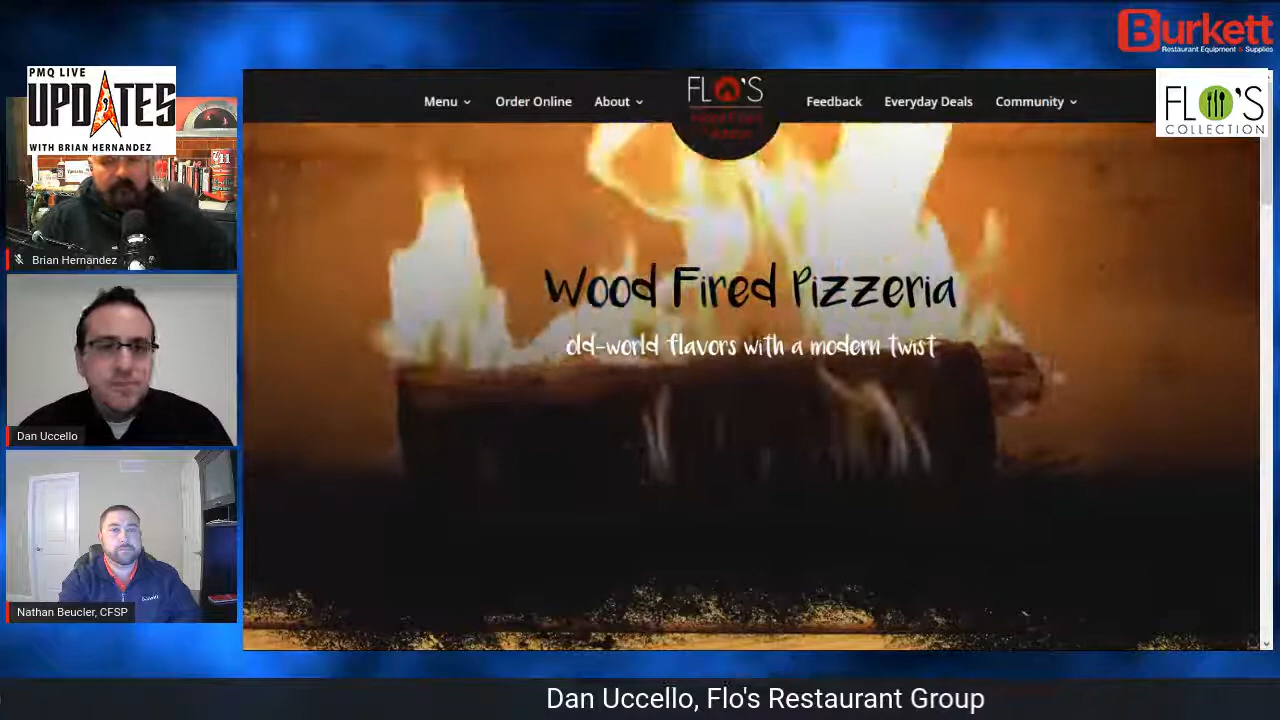 Burkett
Restaurant Equipment & Supplies
PMQ LIVE
UPDATES
WITH BRIAN HERNANDEZ
Menu
Order Online
About
FLO'S
Feedback
Everyday Deals
Community
FLO'S
COLLECTION
Wood Fired Pizzeria
old-world flavors with a modern twist
Brian Hernandez
Dan Uccello
Nathan Beucler, CFSP
Dan Uccello, Flo's Restaurant Group